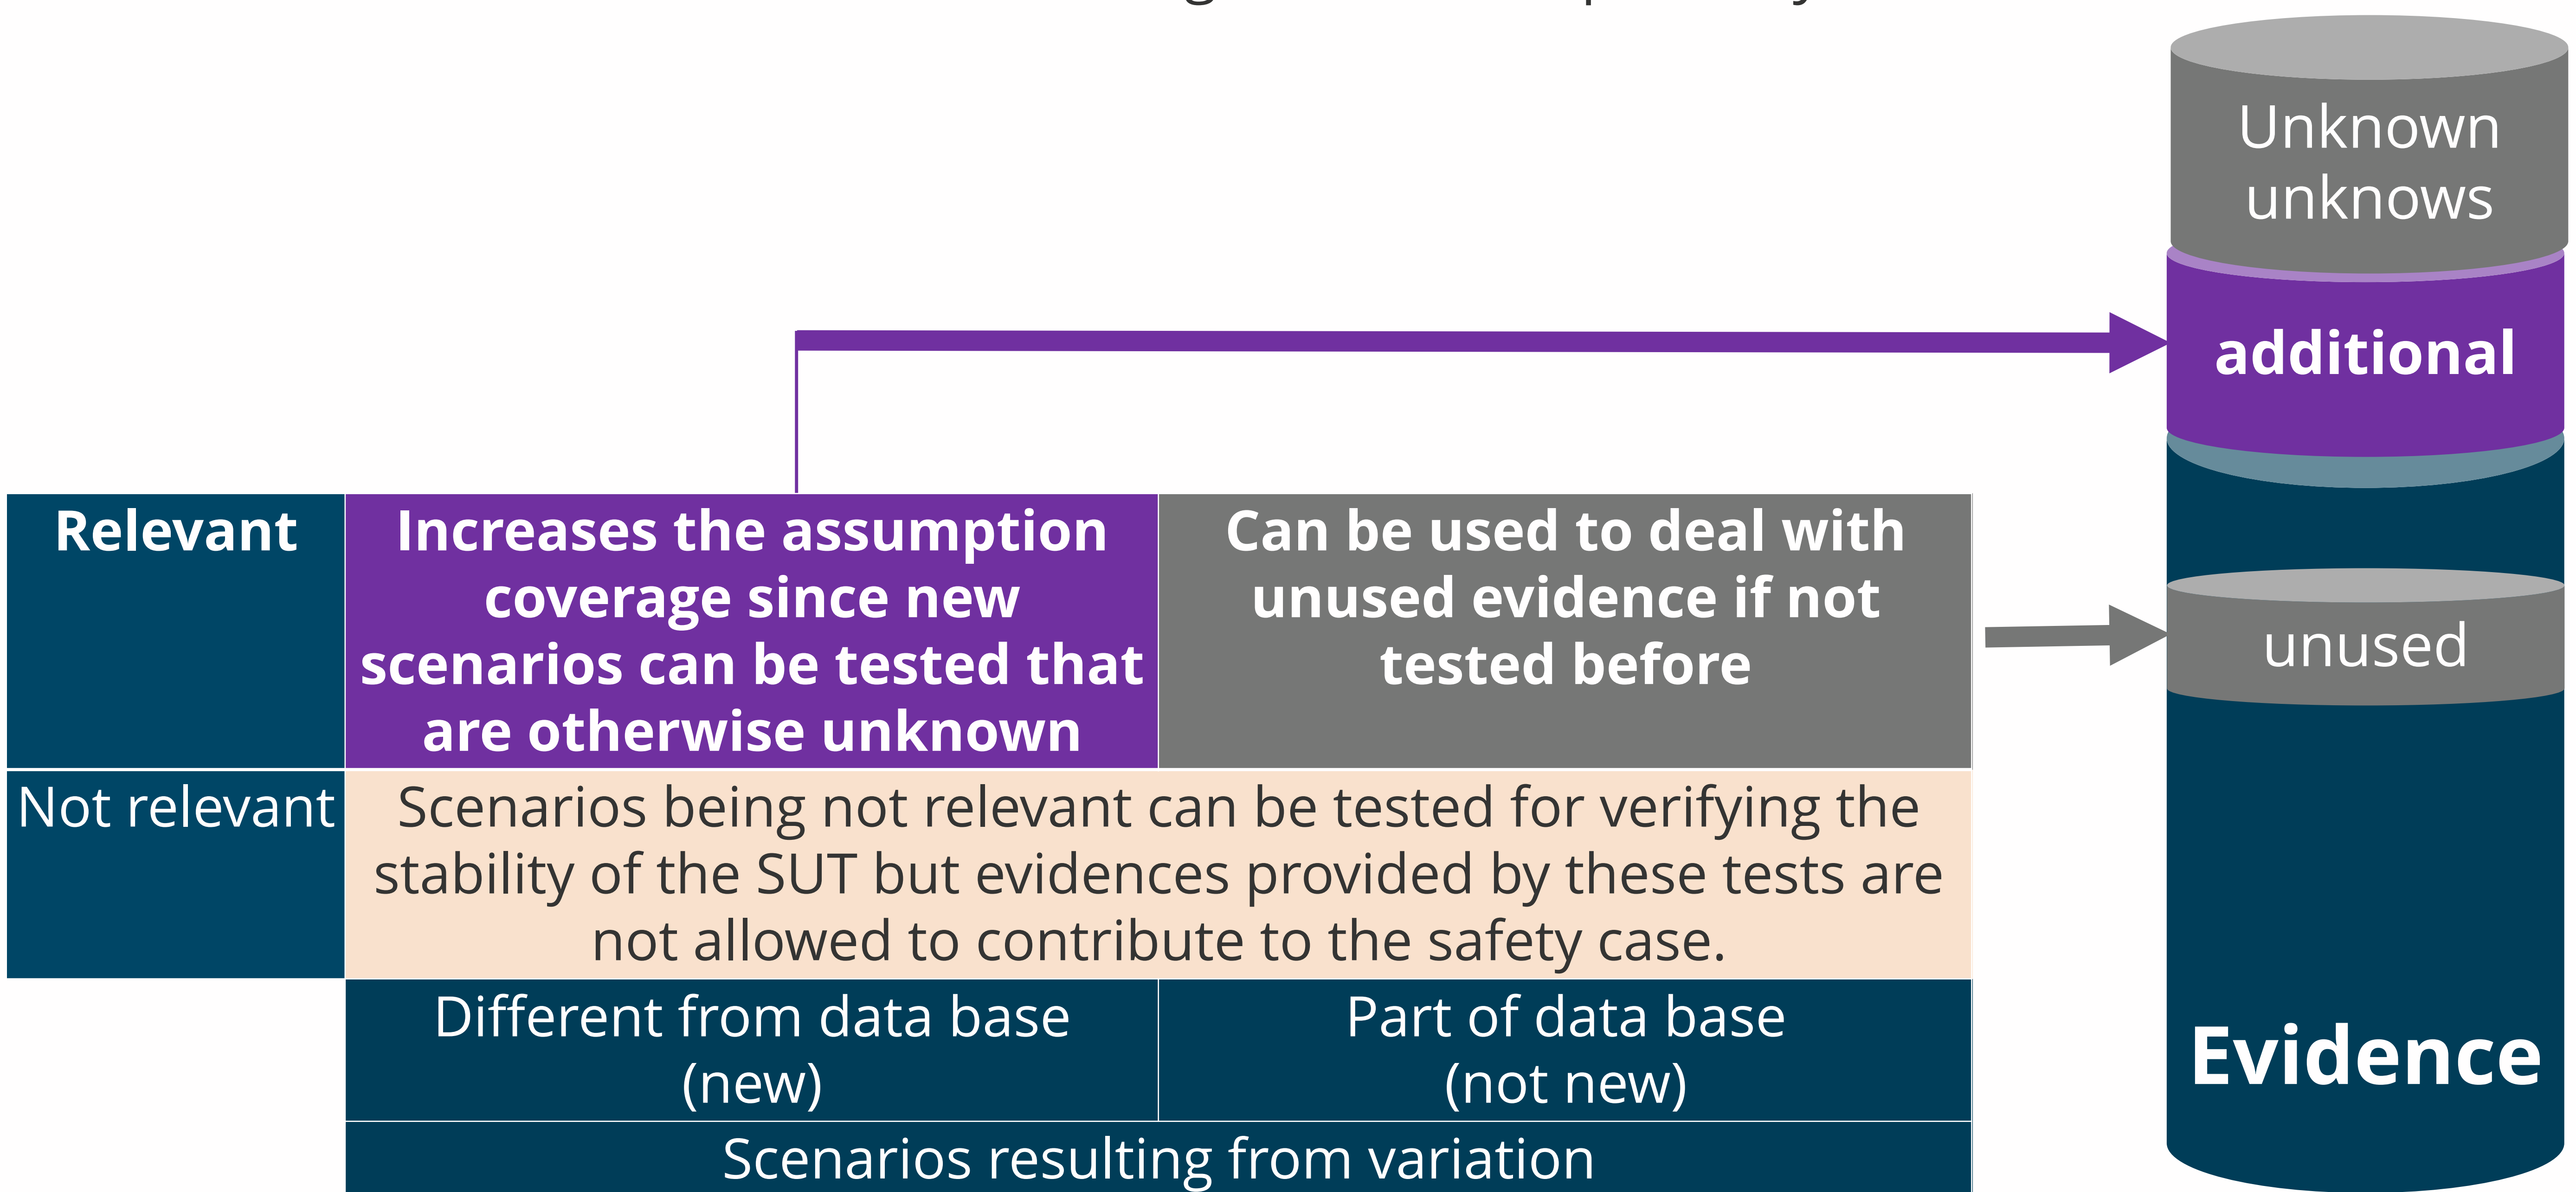 Unknown
unknows
additional
Relevant
Increases the assumption
coverage since new
scenarios can be tested that
are otherwise unknown
Can be used to deal with
unused evidence if not
tested before
unused
Not relevant
Scenarios being not relevant can be tested for verifying the
stability of the SUT but evidences provided by these tests are
not allowed to contribute to the safety case.
Different from data base
(new)
Part of data base
(not new)
Evidence
Scenarios resulting from variation